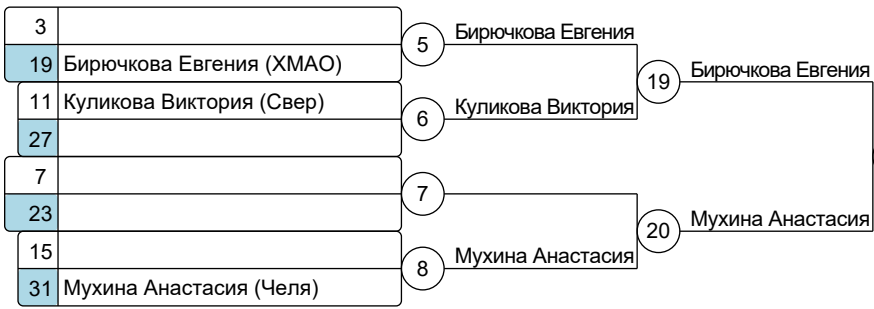 3
5
Бирючкова Евгения
19 Бирючкова Евгения (ХМАО)
19
Бирючкова Евгения
11 Куликова Виктория (Свер)
6
Куликова Виктория
27
7
7
23
20
Мухина Анастасия
15
8
Мухина Анастасия
31 Мухина Анастасия (Челя)